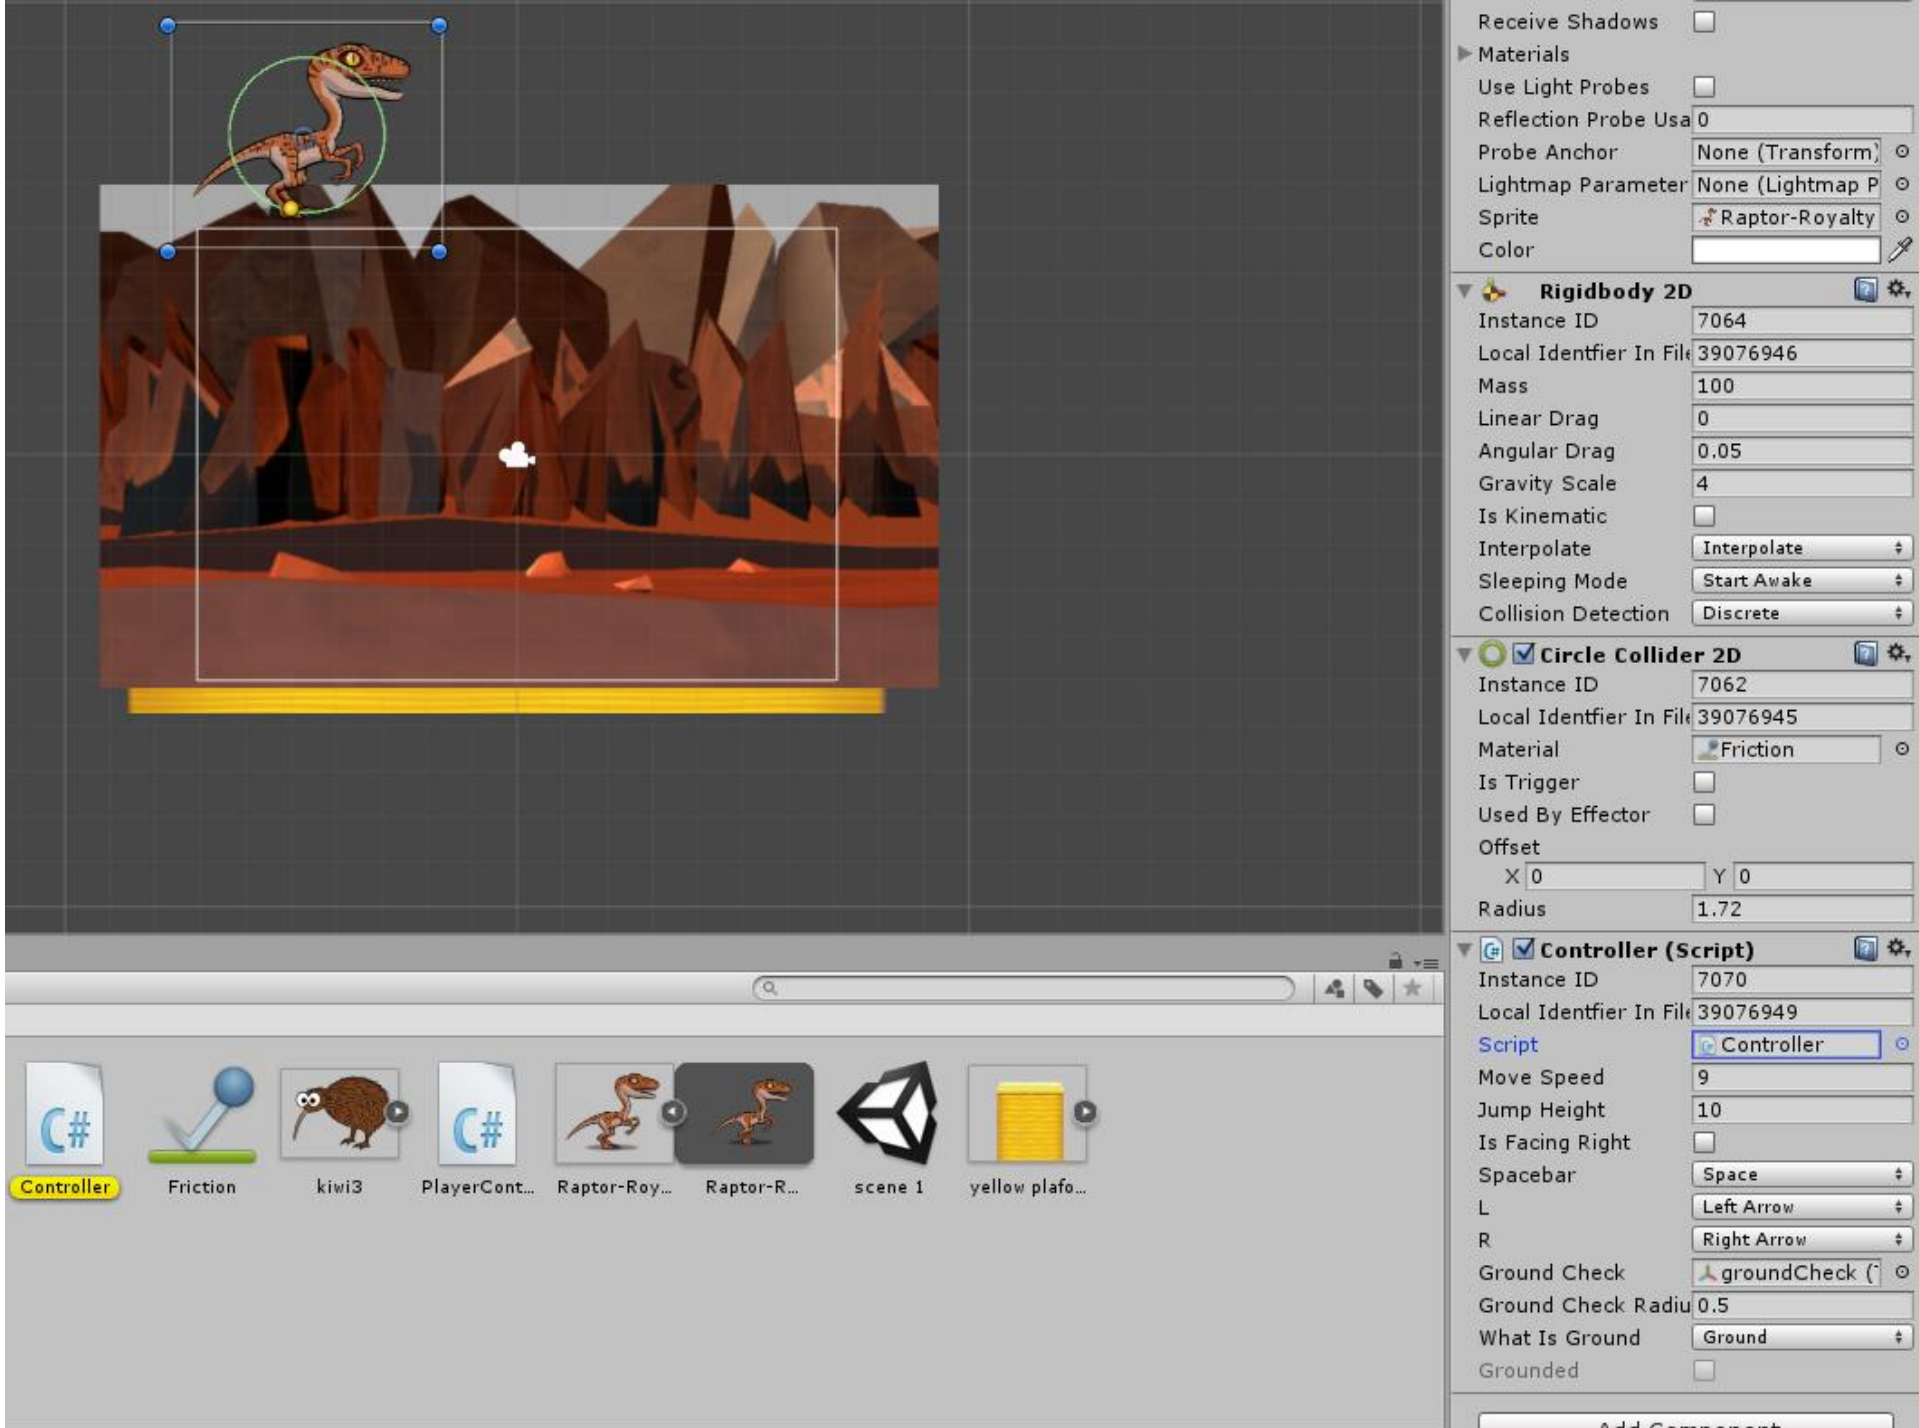 Receive Shadows
Materials
Use Light Probes
Reflection Probe Usa 0
Probe Anchor None (Transform)
Lightmap Parameter None (Lightmap P
Sprite Raptor-Royalty
Color
Rigidbody 2D
Instance ID 7064
Local Identfier In File 39076946
Mass 100
Linear Drag 0
Angular Drag 0.05
Gravity Scale 4
Is Kinematic
Interpolate Interpolate
Sleeping Mode Start Awake
Collision Detection Discrete
Circle Collider 2D
Instance ID 7062
Local Identfier In File 39076945
Material Friction
Is Trigger
Used By Effector
Offset
X 0 Y 0
Radius 1.72
Controller (Script)
Instance ID 7070
Local Identfier In File 39076949
Script Controller
Move Speed 9
Jump Height 10
Is Facing Right
Spacebar Space
L Left Arrow
R Right Arrow
Ground Check groundCheck (T
Ground Check Radiu 0.5
What Is Ground Ground
Grounded
Add Component
C# C#
Controller Friction kiwi3 PlayerCont... Raptor-Roy... Raptor-R... scene 1 yellow plafo...